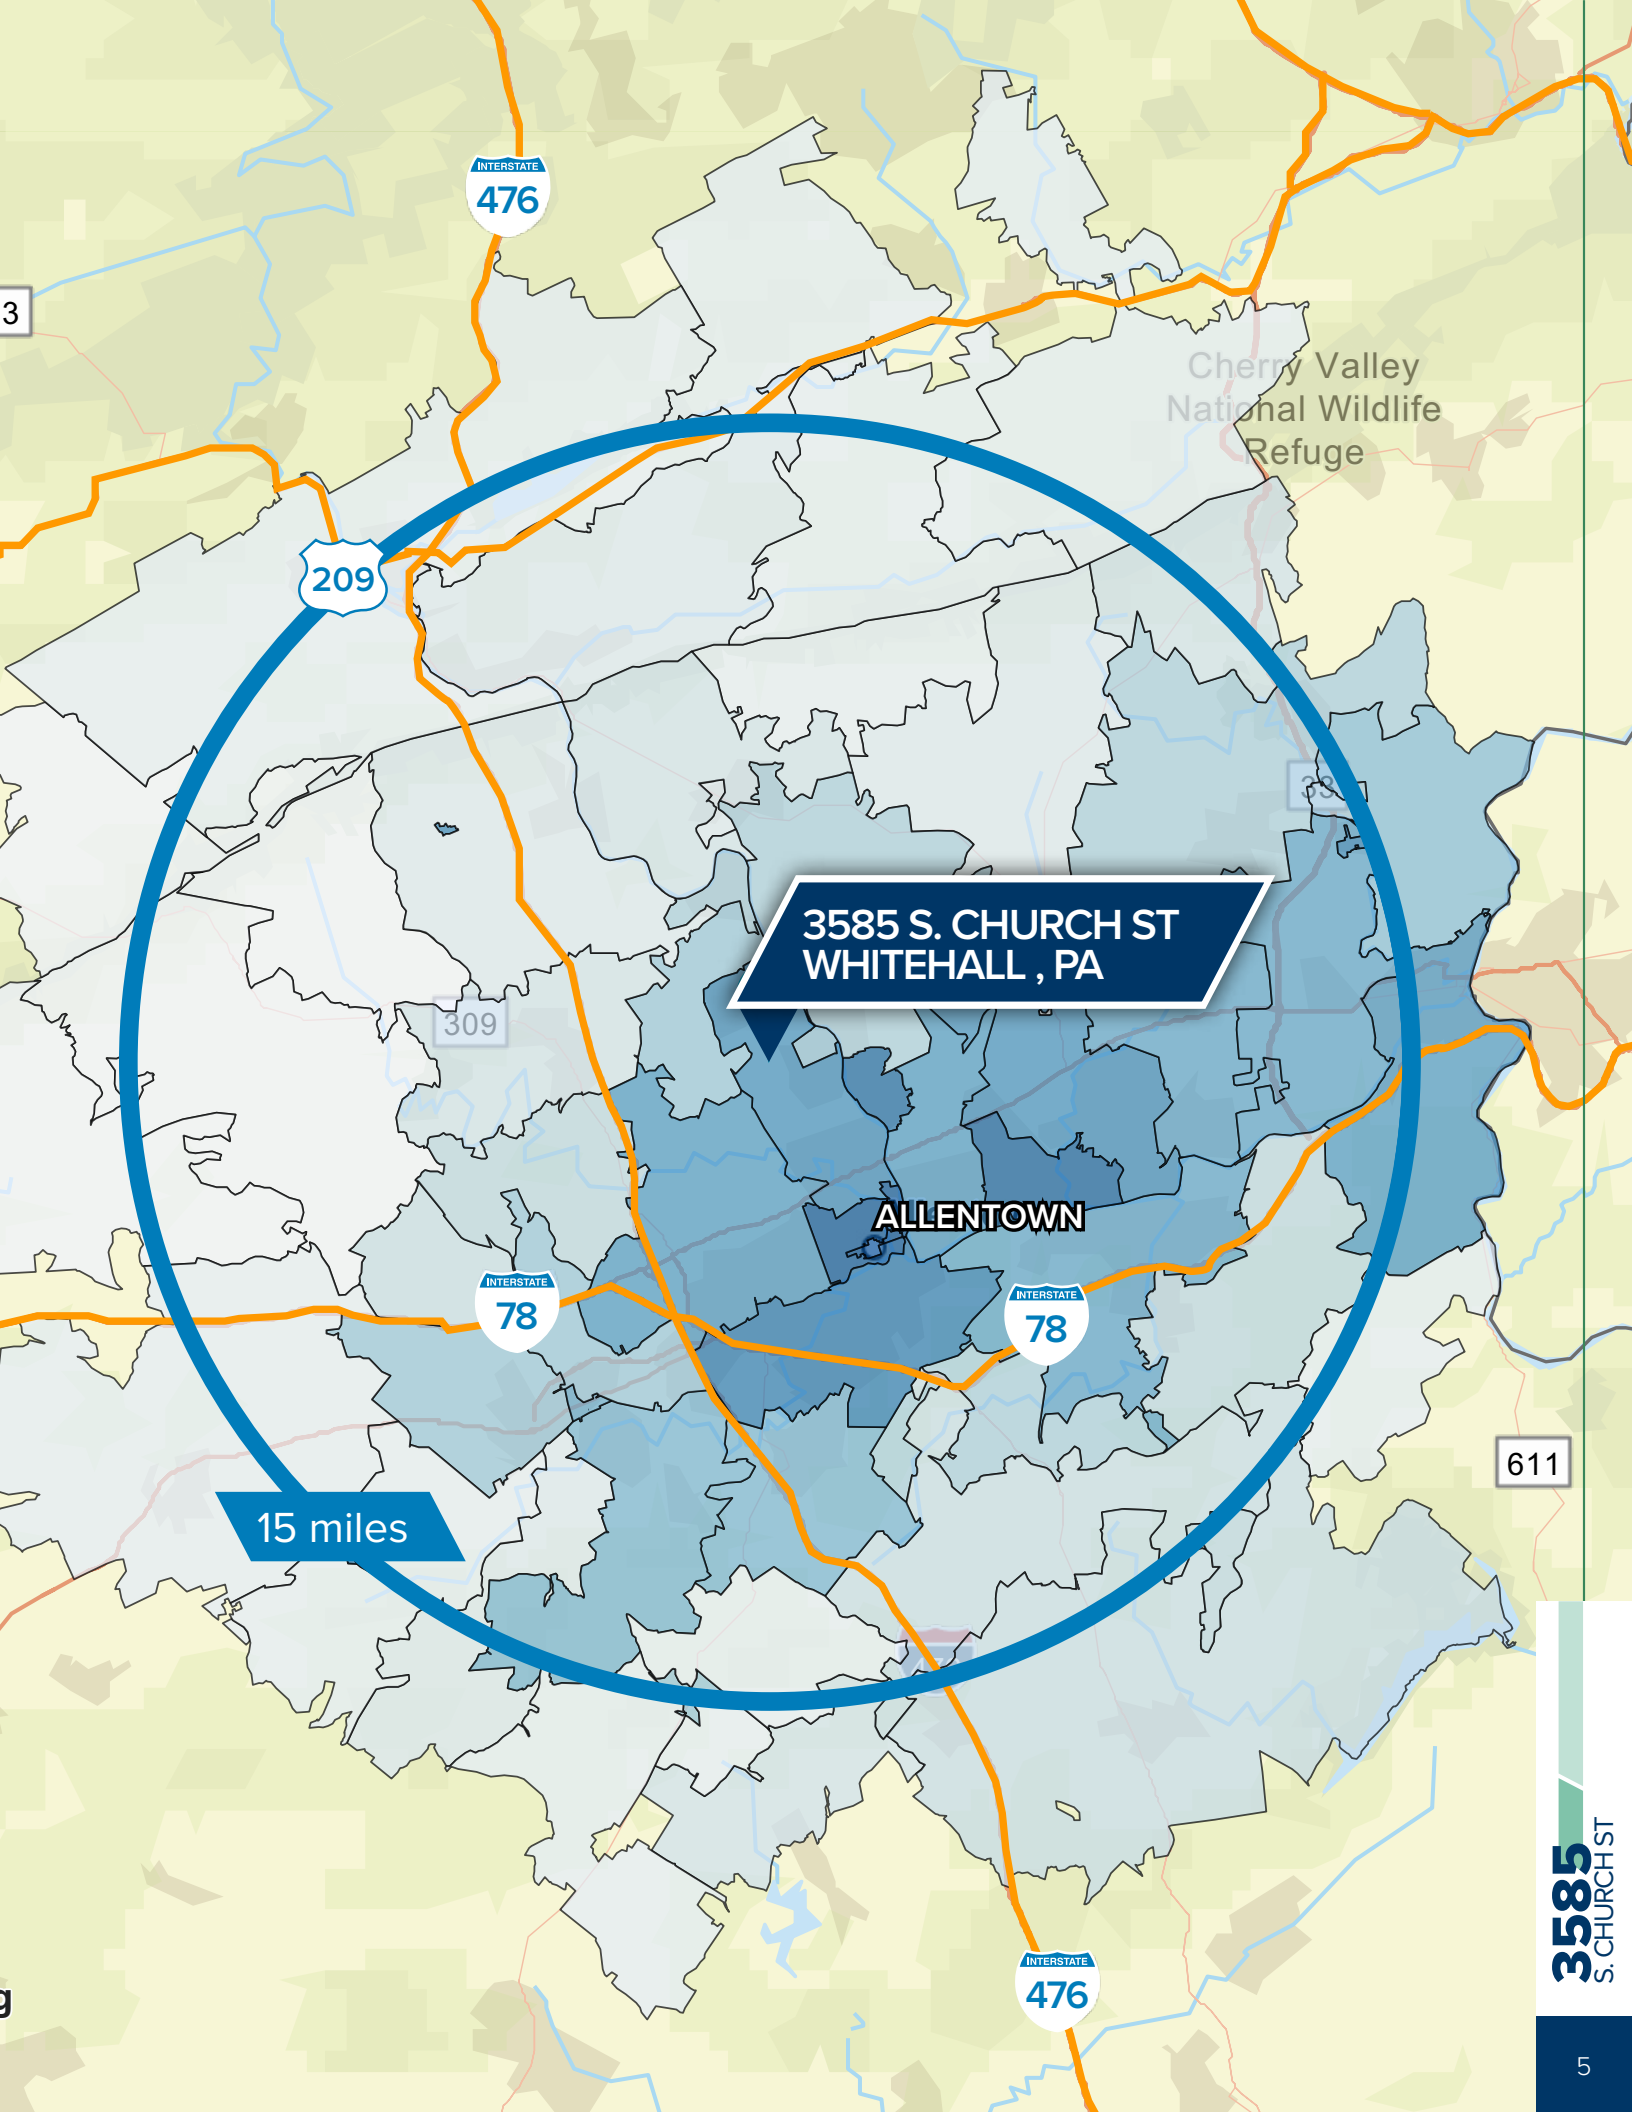 INTERSTATE
476
3
Cherry Valley
National Wildlife
Refuge
209
33
3585 S. CHURCH ST
WHITEHALL , PA
309
ALLENTOWN
INTERSTATE
78
INTERSTATE
78
611
15 miles
3585
S. CHURCH ST
INTERSTATE
476
g
5